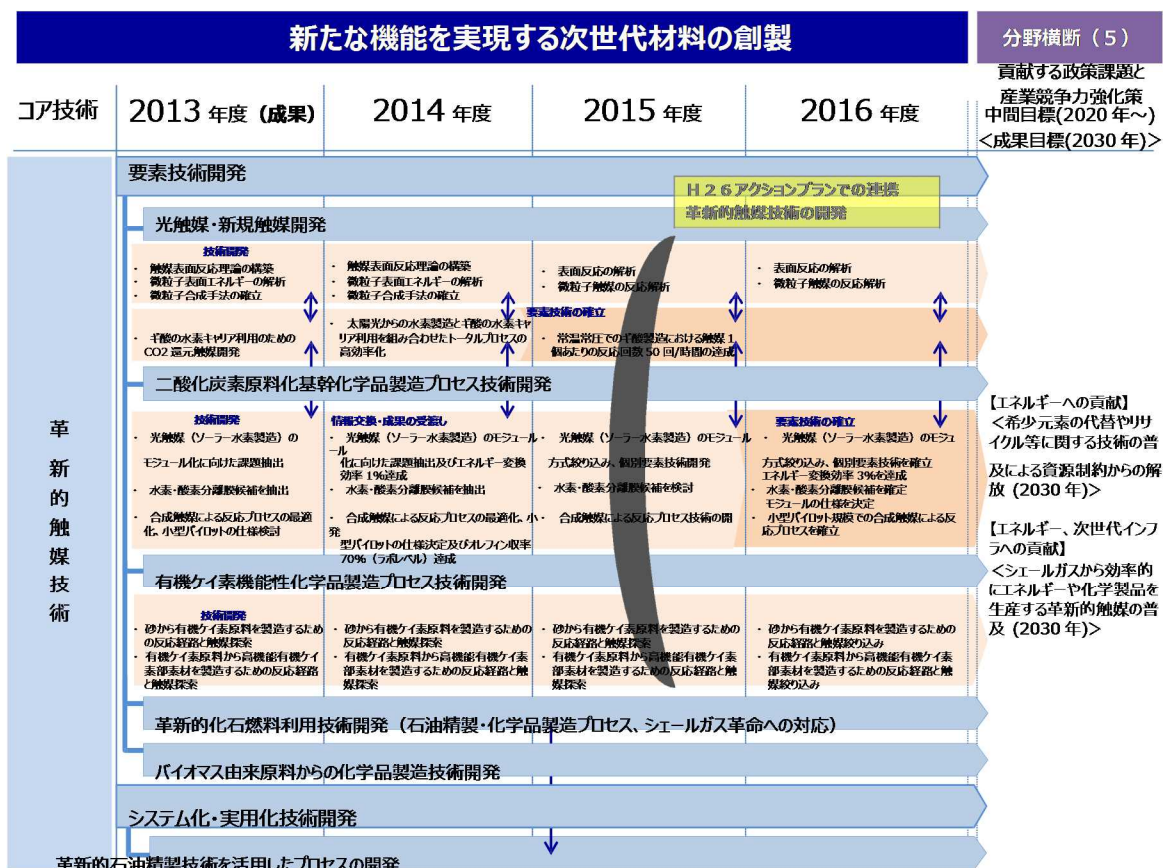 新たな機能を実現する次世代材料の創製
分野横断（５）
コア技術
2013 年度 (成果)
2014 年度
2015 年度
2016 年度
貢献する政策課題と
産業競争力強化策
中間目標(2020 年～)
＜成果目標(2030 年)＞
革新的触媒技術
要素技術開発
Ｈ２６アクションプランでの連携
革新的触媒技術の開発
光触媒・新規触媒開発
技術開発
・ 触媒表面反応理論の構築
・ 微粒子表面エネルギーの解析
・ 微粒子合成手法の確立
・ 触媒表面反応理論の構築
・ 微粒子表面エネルギーの解析
・ 微粒子合成手法の確立
・ 表面反応の解析
・ 微粒子触媒の反応解析
・ 表面反応の解析
・ 微粒子触媒の反応解析
・ ギ酸の水素キャリア利用のための
CO2 還元触媒開発
・ 太陽光からの水素製造とギ酸の水素キャ
リア利用を組み合わせたトータルプロセスの
高効率化
要素技術の確立
・ 常温常圧でのギ酸製造における触媒 1
個あたりの反応回数 50 回/時間の達成
二酸化炭素原料化基幹化学品製造プロセス技術開発
技術開発
・ 光触媒（ソーラー水素製造）の
モジュール化に向けた課題抽出
・ 水素・酸素分離膜候補を抽出
・ 合成触媒による反応プロセスの最適
化、小型パイロットの仕様検討
情報交換・成果の受渡し
・ 光触媒（ソーラー水素製造）のモジュ
ール
化に向けた課題抽出及びエネルギー変換
効率 1%達成
・ 水素・酸素分離膜候補を抽出
・ 合成触媒による反応プロセスの最適化、小
型パイロットの仕様決定及びオレフィン収率
70%（ラボレベル）達成
・ 光触媒（ソーラー水素製造）のモジュール
方式絞り込み、個別要素技術開発
・ 水素・酸素分離膜候補を検討
・ 合成触媒による反応プロセス技術の開
発
要素技術の確立
・ 光触媒（ソーラー水素製造）のモジュ
ール
方式絞り込み、個別要素技術を確立
エネルギー変換効率 3%を達成
・ 水素・酸素分離膜候補を確定
モジュールの仕様を決定
・ 小型パイロット規模での合成触媒による反
応プロセスを確立
有機ケイ素機能性化学品製造プロセス技術開発
技術開発
・ 砂から有機ケイ素原料を製造するため
の反応経路と触媒探索
・ 有機ケイ素原料から高機能有機ケイ
素部素材を製造するための反応経路
と触媒探索
・ 砂から有機ケイ素原料を製造するための
反応経路と触媒探索
・ 有機ケイ素原料から高機能有機ケイ素
部素材を製造するための反応経路と触
媒探索
・ 砂から有機ケイ素原料を製造するための
反応経路と触媒探索
・ 有機ケイ素原料から高機能有機ケイ素
部素材を製造するための反応経路と触
媒探索
・ 砂から有機ケイ素原料を製造するための
反応経路と触媒絞り込み
・ 有機ケイ素原料から高機能有機ケイ素
部素材を製造するための反応経路と触
媒絞り込み
革新的化石燃料利用技術開発（石油精製・化学品製造プロセス、シェールガス革命への対応）
バイオマス由来原料からの化学品製造技術開発
システム化・実用化技術開発
革新的石油精製技術を活用したプロセスの開発
【エネルギーへの貢献】
＜希少元素の代替やリサ
イクル等に関する技術の普
及による資源制約からの解
放 (2030 年)＞
【エネルギー、次世代インフ
ラへの貢献】
＜シェールガスから効率的
にエネルギーや化学製品を
生産する革新的触媒の普
及 (2030 年)＞